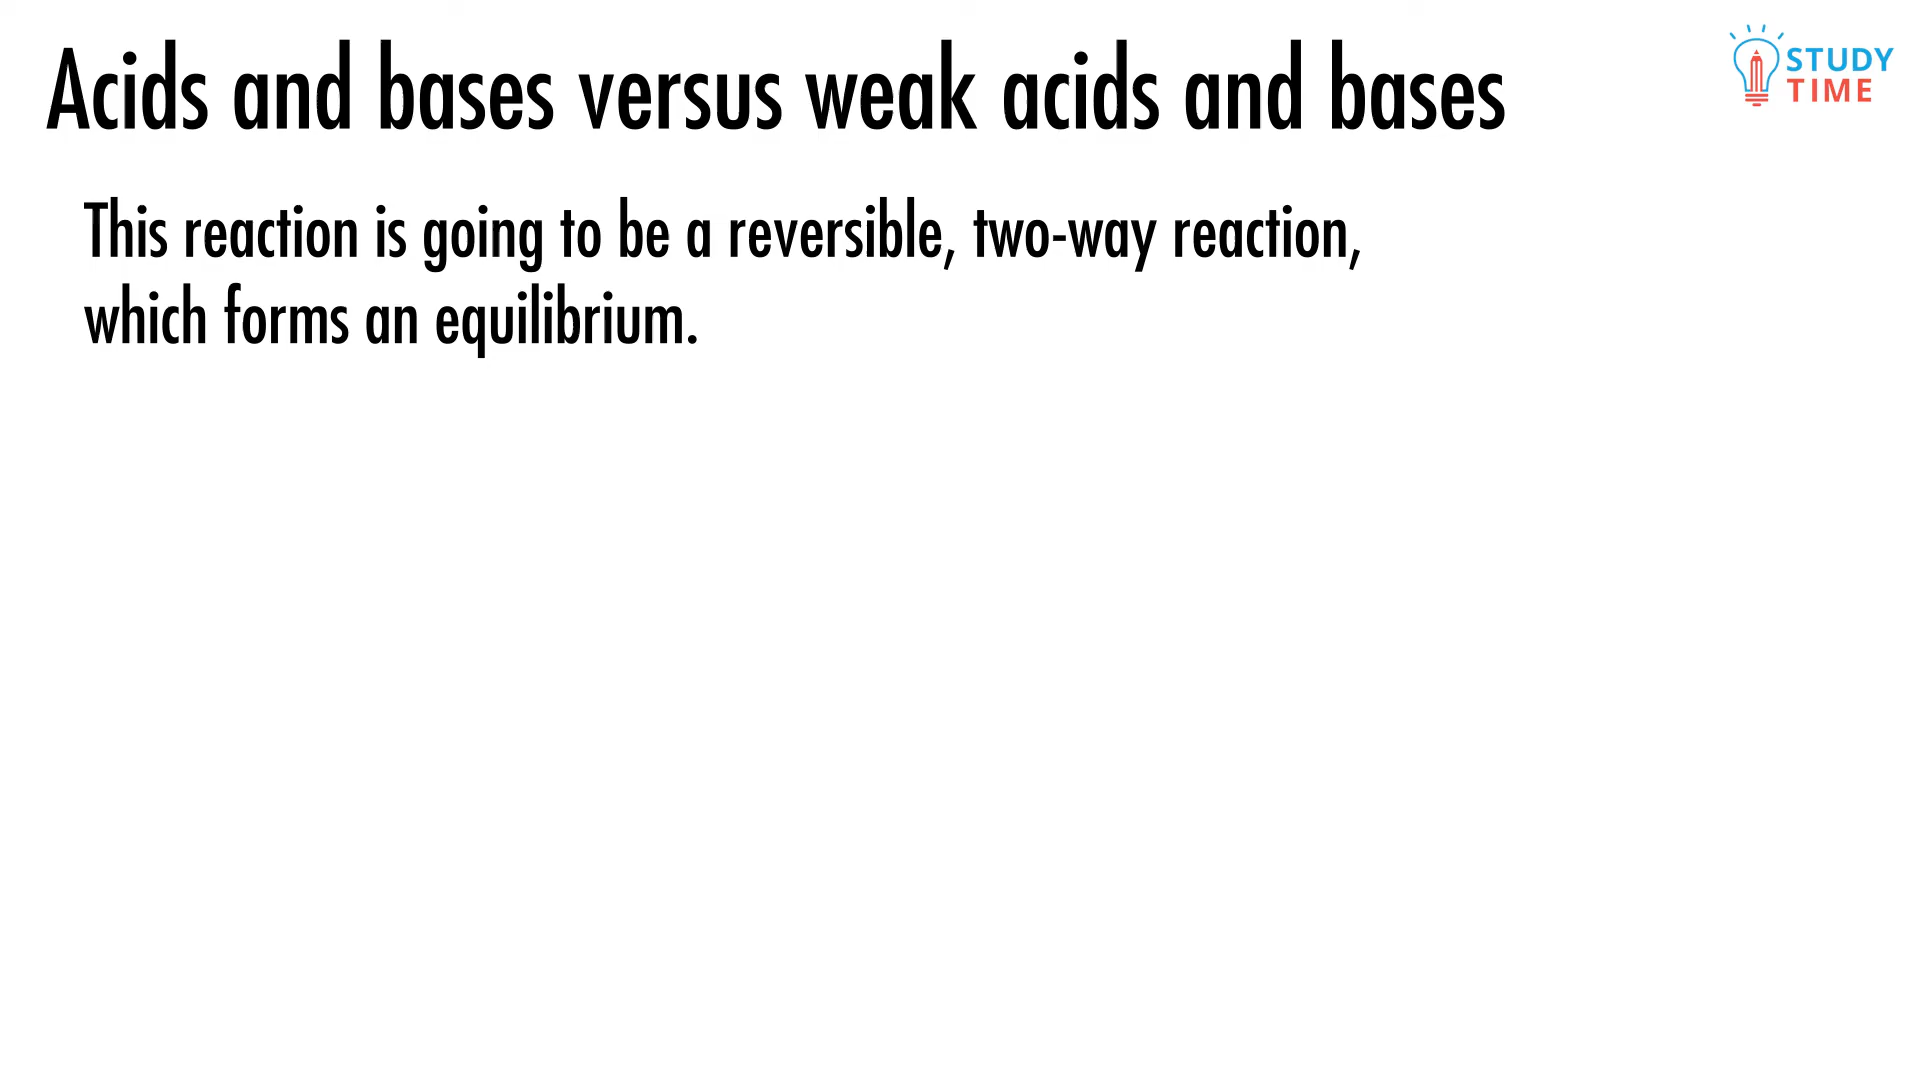 Acids and bases versus weak acids and bases
STUDY
TIME
This reaction is going to be a reversible, two-way reaction,
which forms an equilibrium.